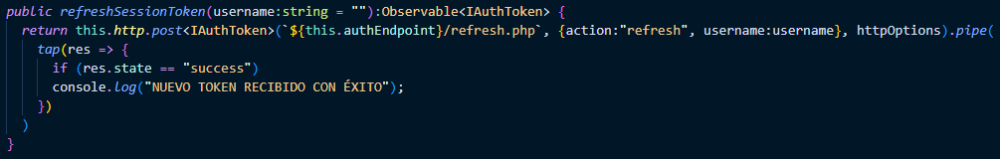 public refreshSessionToken(username:string = ""):Observable<IAuthToken> {
return this.http.post<IAuthToken>(`${this.authEndpoint}/refresh.php`, {action:"refresh", username:username}, httpOptions).pipe(
tap(res => {
if (res.state == "success")
console.log("NUEVO TOKEN RECIBIDO CON ÉXITO");
})
)
}